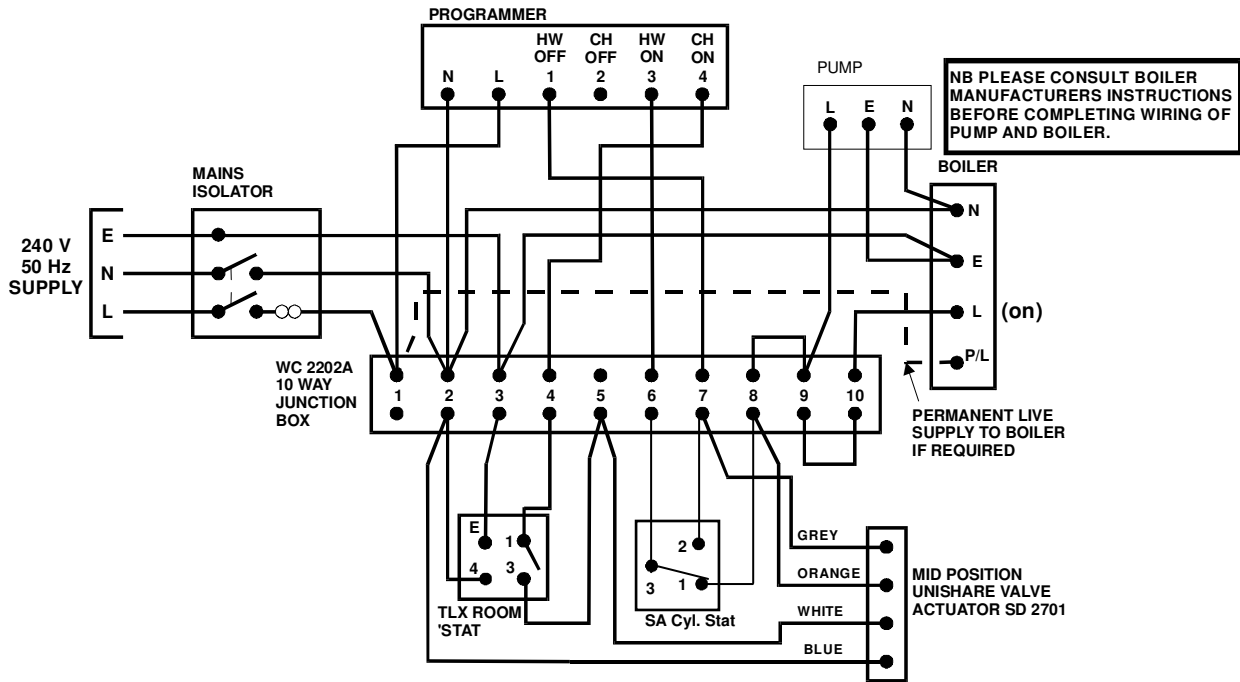 PROGRAMMER
HW OFF
CH OFF
HW ON
CH ON
N L 1 2 3 4
PUMP
L E N
NB PLEASE CONSULT BOILER
MANUFACTURERS INSTRUCTIONS
BEFORE COMPLETING WIRING OF
PUMP AND BOILER.
BOILER
N
E
L (on)
P/L
MAINS
ISOLATOR
240 V
50 Hz
SUPPLY
E
N
L
WC 2202A
10 WAY
JUNCTION
BOX
1 2 3 4 5 6 7 8 9 10
PERMANENT LIVE
SUPPLY TO BOILER
IF REQUIRED
E 1
4 3
TLX ROOM
'STAT
2
3 1
SA Cyl. Stat
GREY
ORANGE
WHITE
BLUE
MID POSITION
UNISHARE VALVE
ACTUATOR SD 2701